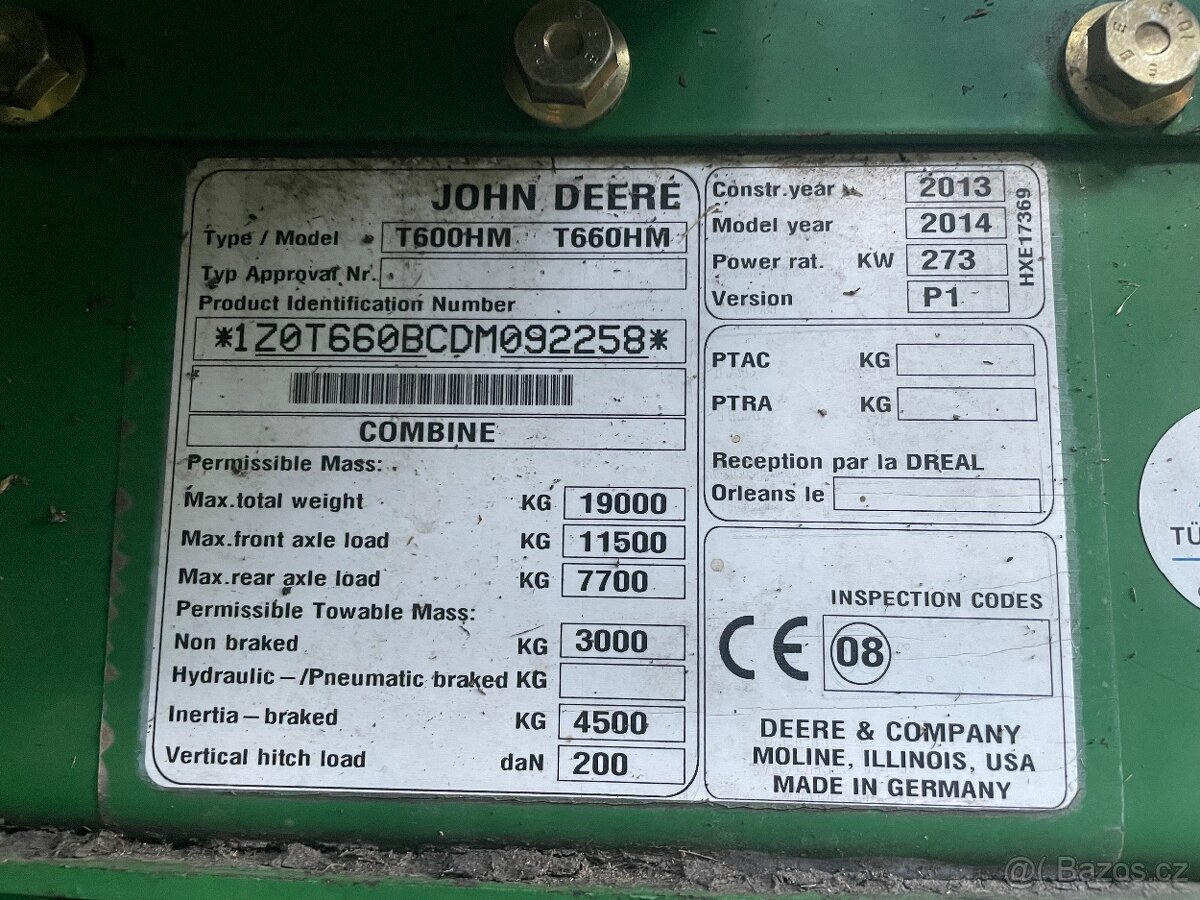 JOHN DEERE
Type / Model T600HM T660HM
Typ Approval Nr.
Product Identification Number
*1Z0T660BCDM092258*
COMBINE
Permissible Mass:
Max.total weight KG 19000
Max.front axle load KG 11500
Max.rear axle load KG 7700
Permissible Towable Mass:
Non braked KG 3000
Hydraulic-/Pneumatic braked KG
Inertia-braked KG 4500
Vertical hitch load daN 200
Constr.year 2013
Model year 2014
Power rat. KW 273
Version P1
HXE17369
PTAC KG
PTRA KG
Reception par la DREAL
Orleans le
INSPECTION CODES
CE 08
DEERE & COMPANY
MOLINE, ILLINOIS, USA
MADE IN GERMANY
TÜ
Bazos.cz